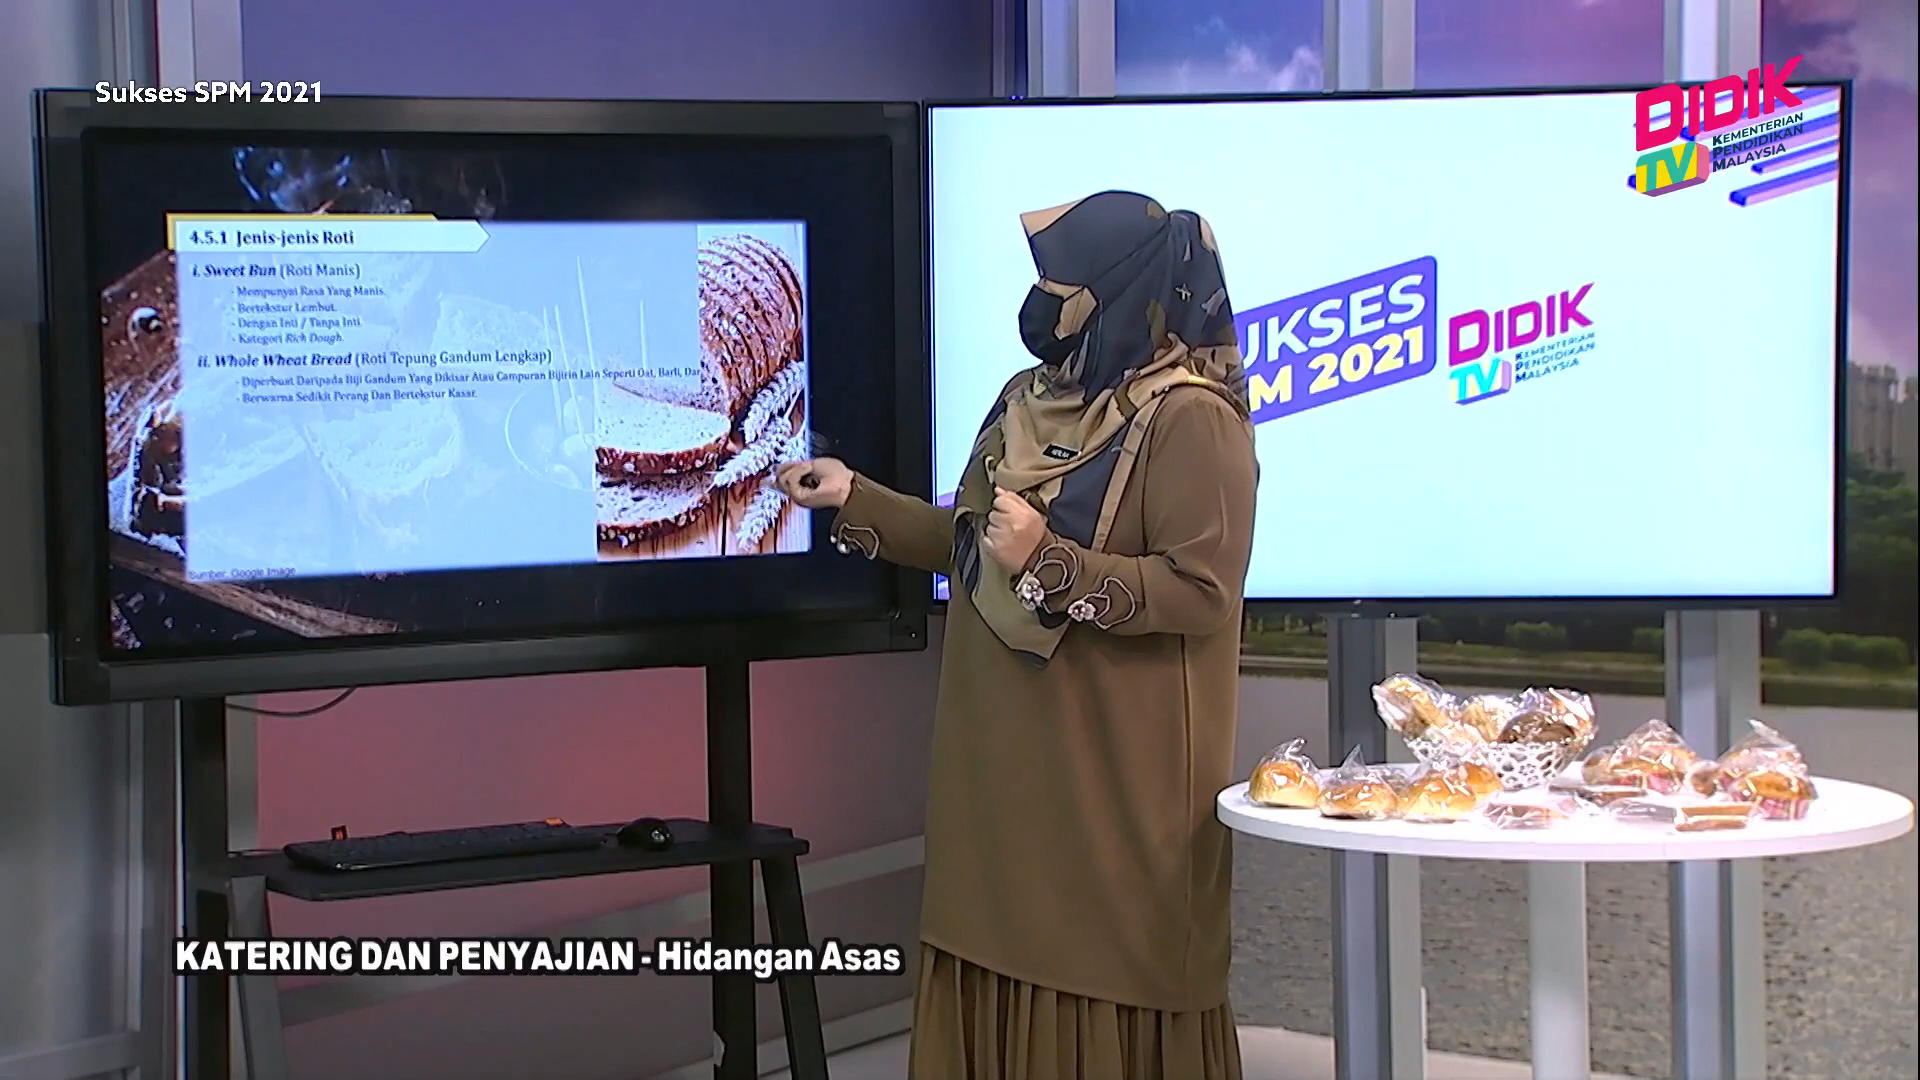 Sukses SPM 2021
DIDIK
TV
KEMENTERIAN
PENDIDIKAN
MALAYSIA
4.5.1 Jenis-jenis Roti
i. Sweet Bun (Roti Manis)
- Mempunyai Rasa Yang Manis.
- Bertekstur Lembut.
- Dengan Inti / Tanpa Inti
- Kategori Rich Dough.
ii. Whole Wheat Bread (Roti Tepung Gandum Lengkap)
- Diperbuat Daripada Biji Gandum Yang Dikisar Atau Campuran Bijirin Lain Seperti Oat, Barli, Dan
- Berwarna Sedikit Perang Dan Bertekstur Kasar.
Sumber: Google Image
UKSES
M 2021
DIDIK
TV
KEMENTERIAN
PENDIDIKAN
MALAYSIA
KATERING DAN PENYAJIAN - Hidangan Asas